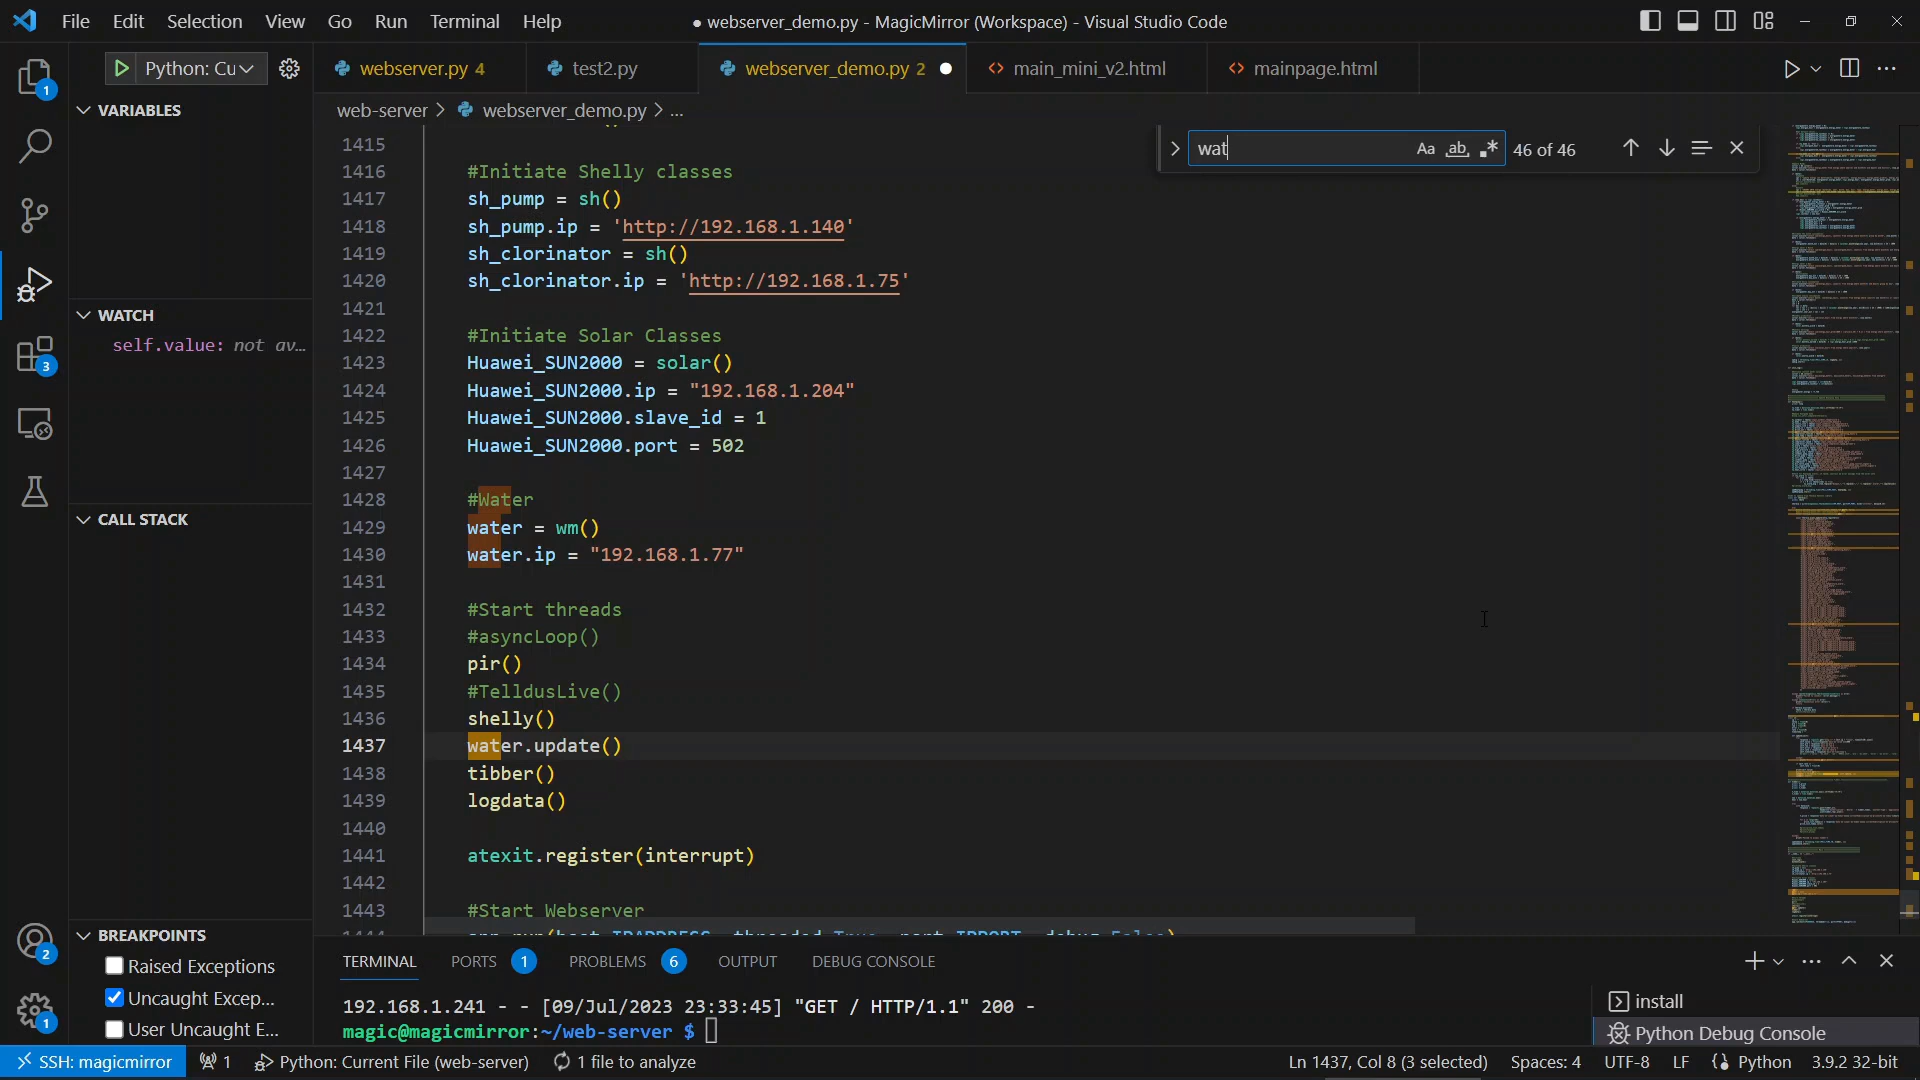 File Edit Selection View Go Run Terminal Help
● webserver_demo.py - MagicMirror (Workspace) - Visual Studio Code
Python: Cu
webserver.py 4
test2.py
webserver_demo.py 2
<> main_mini_v2.html
<> mainpage.html
1
VARIABLES
web-server > webserver_demo.py > ...
wat
Aa ab 46 of 46
1415
1416 #Initiate Shelly classes
1417 sh_pump = sh()
1418 sh_pump.ip = 'http://192.168.1.140'
1419 sh_clorinator = sh()
1420 sh_clorinator.ip = 'http://192.168.1.75'
1421
1422 #Initiate Solar Classes
1423 Huawei_SUN2000 = solar()
1424 Huawei_SUN2000.ip = "192.168.1.204"
1425 Huawei_SUN2000.slave_id = 1
1426 Huawei_SUN2000.port = 502
1427
1428 #Water
1429 water = wm()
1430 water.ip = "192.168.1.77"
1431
1432 #Start threads
1433 #asyncLoop()
1434 pir()
1435 #TelldusLive()
1436 shelly()
1437 water.update()
1438 tibber()
1439 logdata()
1440
1441 atexit.register(interrupt)
1442
1443 #Start Webserver
WATCH
self.value: not av...
3
CALL STACK
BREAKPOINTS
Raised Exceptions
Uncaught Excep...
User Uncaught E...
2
1
TERMINAL PORTS 1 PROBLEMS 6 OUTPUT DEBUG CONSOLE
192.168.1.241 - - [09/Jul/2023 23:33:45] "GET / HTTP/1.1" 200 -
magic@magicmirror:~/web-server $
install
Python Debug Console
SSH: magicmirror 1 Python: Current File (web-server) 1 file to analyze
Ln 1437, Col 8 (3 selected) Spaces: 4 UTF-8 LF Python 3.9.2 32-bit